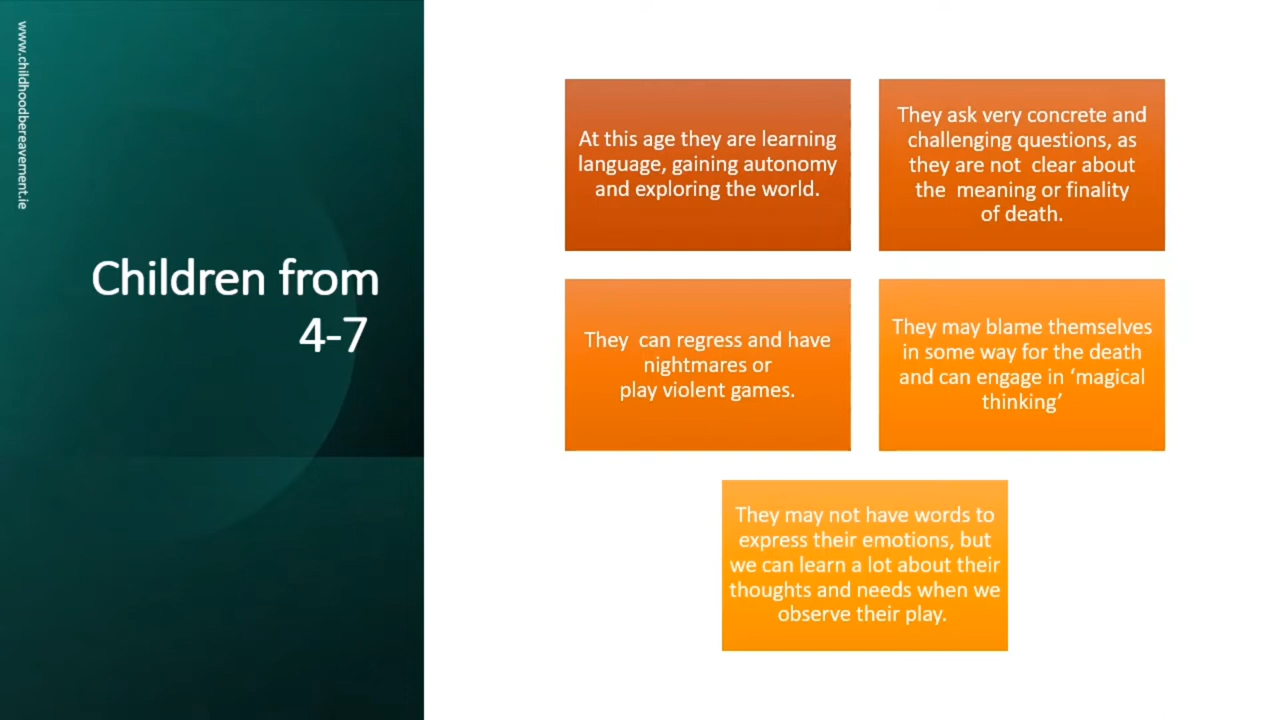 www.childhoodbereavement.ie
Children from
4-7
At this age they are learning
language, gaining autonomy
and exploring the world.
They ask very concrete and
challenging questions, as
they are not  clear about
the  meaning or finality
of death.
They  can regress and have
nightmares or
play violent games.
They may blame themselves
in some way for the death
and can engage in ‘magical
thinking’
They may not have words to
express their emotions, but
we can learn a lot about their
thoughts and needs when we
observe their play.